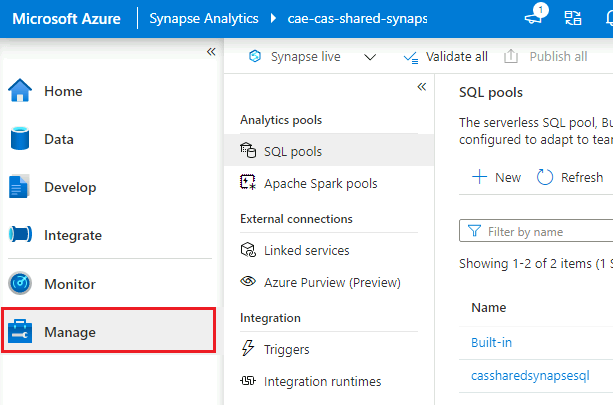 Microsoft Azure
Synapse Analytics
cae-cas-shared-synaps
1
Synapse live
Validate all
Publish all
Home
Data
Develop
Integrate
Monitor
Manage
Analytics pools
SQL pools
Apache Spark pools
External connections
Linked services
Azure Purview (Preview)
Integration
Triggers
Integration runtimes
SQL pools
The serverless SQL pool, Bu
configured to adapt to tear
New
Refresh
Filter by name
Showing 1-2 of 2 items (1 S
Name
Built-in
cassharedsynapsesql